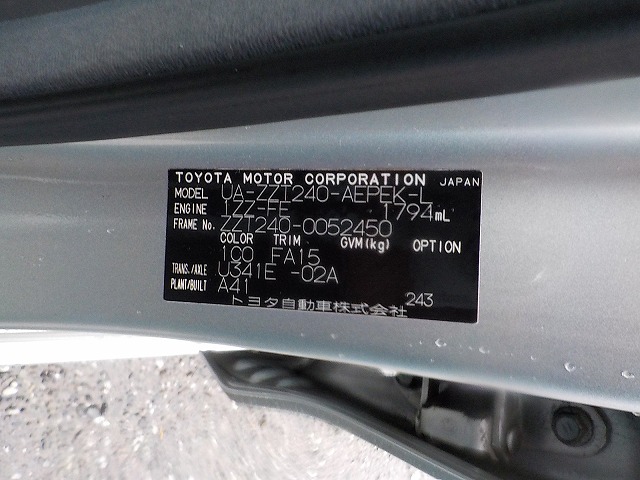 TOYOTA MOTOR CORPORATION JAPAN
MODEL UA-ZZT240-AEPEK-L
ENGINE 1ZZ-FE 1794mL
FRAME No. ZZT240-0052450
COLOR TRIM GVM(kg) OPTION
1C0 FA15
TRANS./AXLE U341E -02A
PLANT/BUILT A41
トヨタ自動車株式会社 243